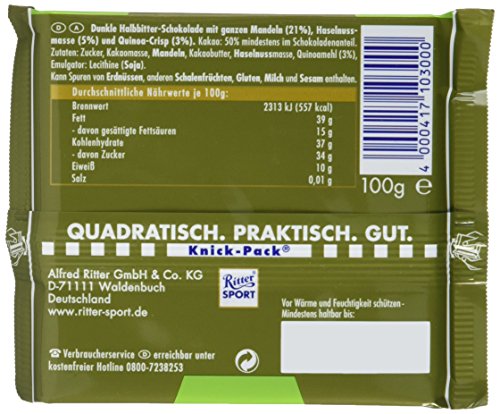 D A Dunkle Halbbitter-Schokolade mit ganzen Mandeln (21%), Haselnuss-
masse (5%) und Quinoa-Crisp (3%). Kakao: 50% mindestens im Schokoladenanteil.
Zutaten: Zucker, Kakaomasse, Mandeln, Kakaobutter, Haselnussmasse, Quinoamehl (3%),
Emulgator: Lecithine (Soja).
Kann Spuren von Erdnüssen, anderen Schalenfrüchten, Gluten, Milch und Sesam enthalten.
Durchschnittliche Nährwerte je 100g:
Brennwert 2313 kJ (557 kcal)
Fett 39 g
- davon gesättigte Fettsäuren 15 g
Kohlenhydrate 37 g
- davon Zucker 34 g
Eiweiß 10 g
Salz 0,01 g
4 000417 103000
100g e
QUADRATISCH. PRAKTISCH. GUT.
Knick-Pack®
Alfred Ritter GmbH & Co. KG
D-71111 Waldenbuch
Deutschland
www.ritter-sport.de
Ritter
SPORT
Vor Wärme und Feuchtigkeit schützen -
Mindestens haltbar bis:
Verbraucherservice D erreichbar unter
kostenfreier Hotline 0800-7238253